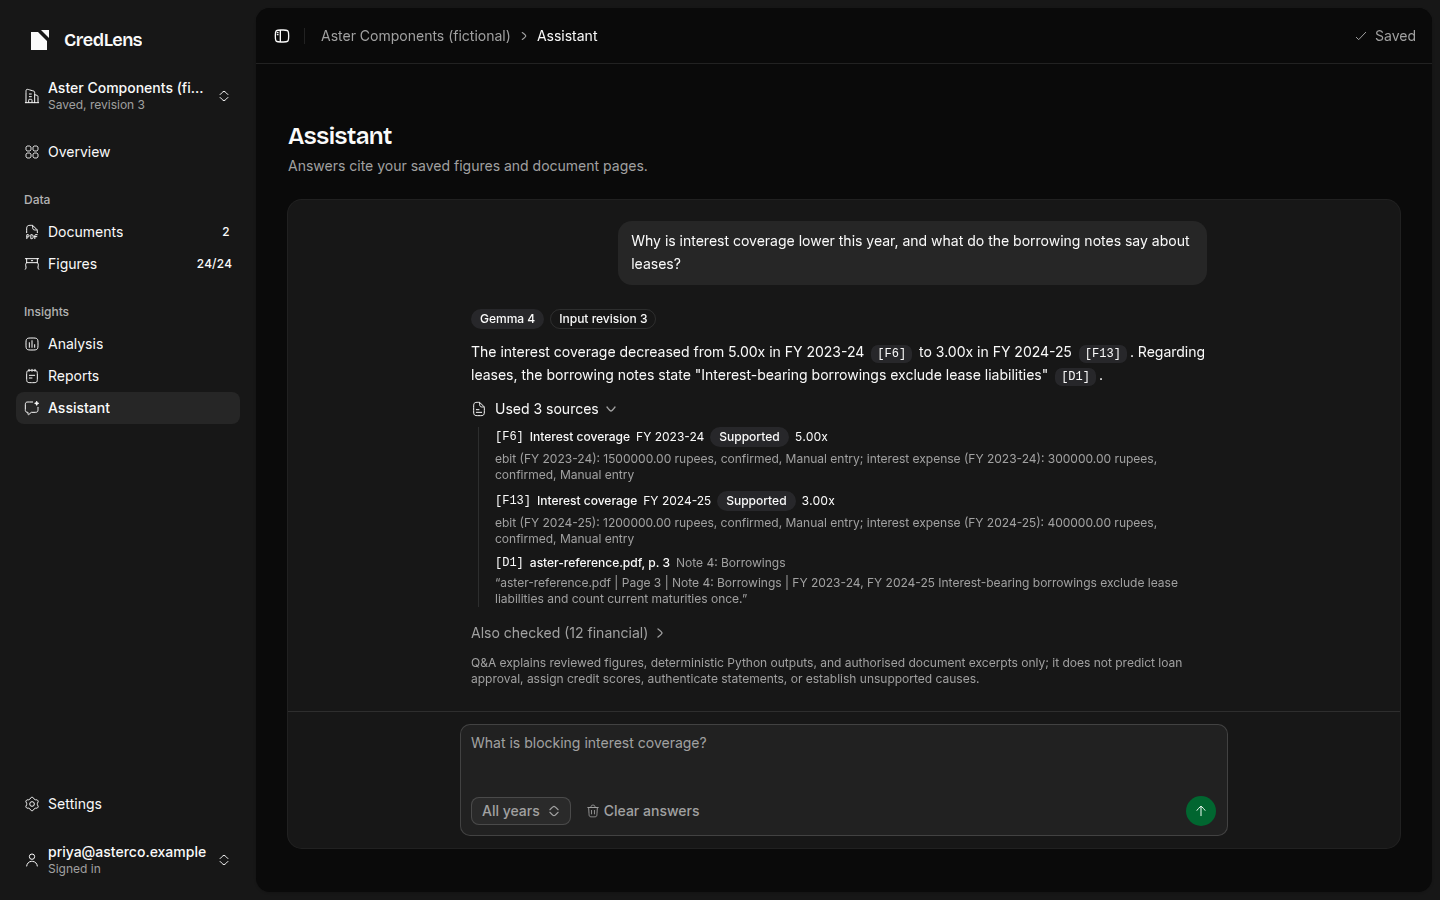 CredLens
Aster Components (fi...
Saved, revision 3
Overview
Data
Documents 2
Figures 24/24
Insights
Analysis
Reports
Assistant
Settings
priya@asterco.example
Signed in
Aster Components (fictional) > Assistant
Saved
Assistant
Answers cite your saved figures and document pages.
Why is interest coverage lower this year, and what do the borrowing notes say about
leases?
Gemma 4 Input revision 3
The interest coverage decreased from 5.00x in FY 2023-24 [F6] to 3.00x in FY 2024-25 [F13] . Regarding
leases, the borrowing notes state "Interest-bearing borrowings exclude lease liabilities" [D1] .
Used 3 sources
[F6] Interest coverage FY 2023-24 Supported 5.00x
ebit (FY 2023-24): 1500000.00 rupees, confirmed, Manual entry; interest expense (FY 2023-24): 300000.00 rupees,
confirmed, Manual entry
[F13] Interest coverage FY 2024-25 Supported 3.00x
ebit (FY 2024-25): 1200000.00 rupees, confirmed, Manual entry; interest expense (FY 2024-25): 400000.00 rupees,
confirmed, Manual entry
[D1] aster-reference.pdf, p. 3 Note 4: Borrowings
“aster-reference.pdf | Page 3 | Note 4: Borrowings | FY 2023-24, FY 2024-25 Interest-bearing borrowings exclude lease
liabilities and count current maturities once.”
Also checked (12 financial)
Q&A explains reviewed figures, deterministic Python outputs, and authorised document excerpts only; it does not predict loan
approval, assign credit scores, authenticate statements, or establish unsupported causes.
What is blocking interest coverage?
All years Clear answers